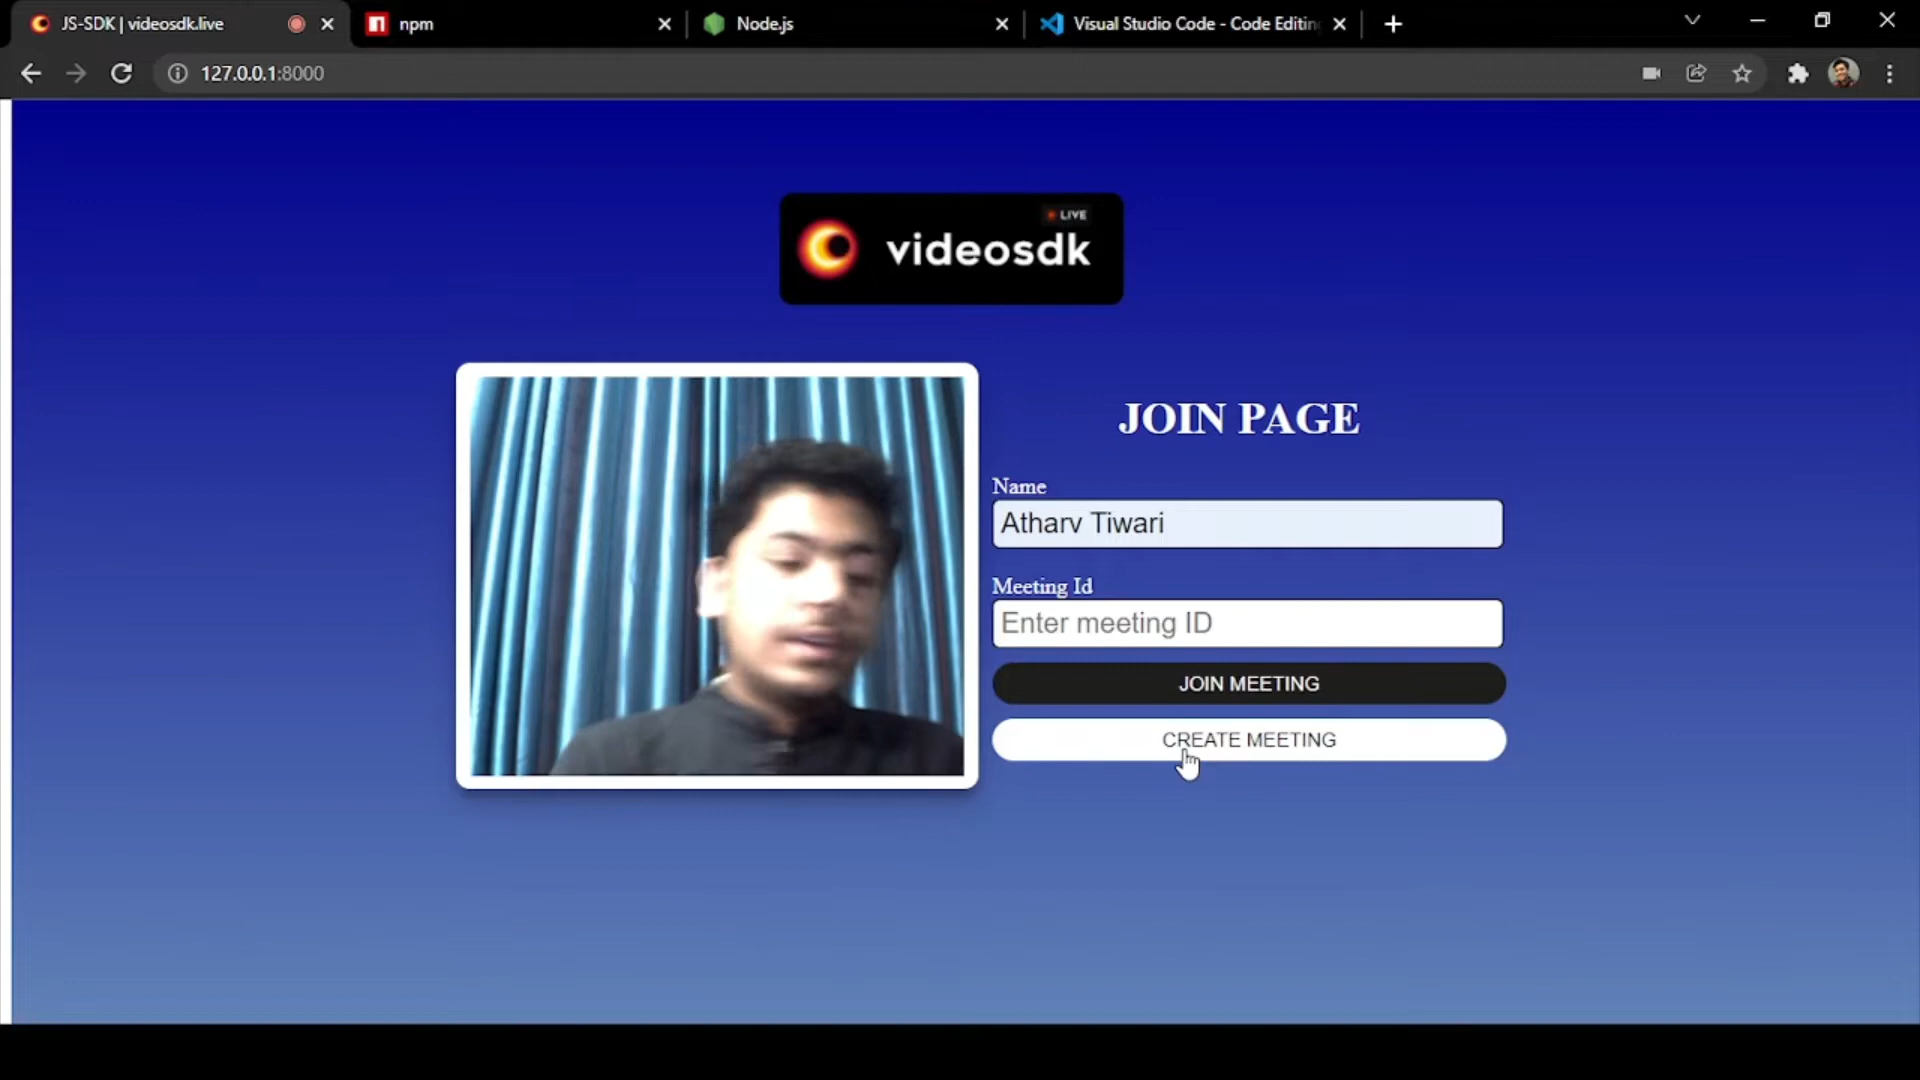 JS-SDK | videosdk.live
npm
Node.js
Visual Studio Code - Code Editin
127.0.0.1:8000
LIVE
videosdk
JOIN PAGE
Name
Atharv Tiwari
Meeting Id
Enter meeting ID
JOIN MEETING
CREATE MEETING